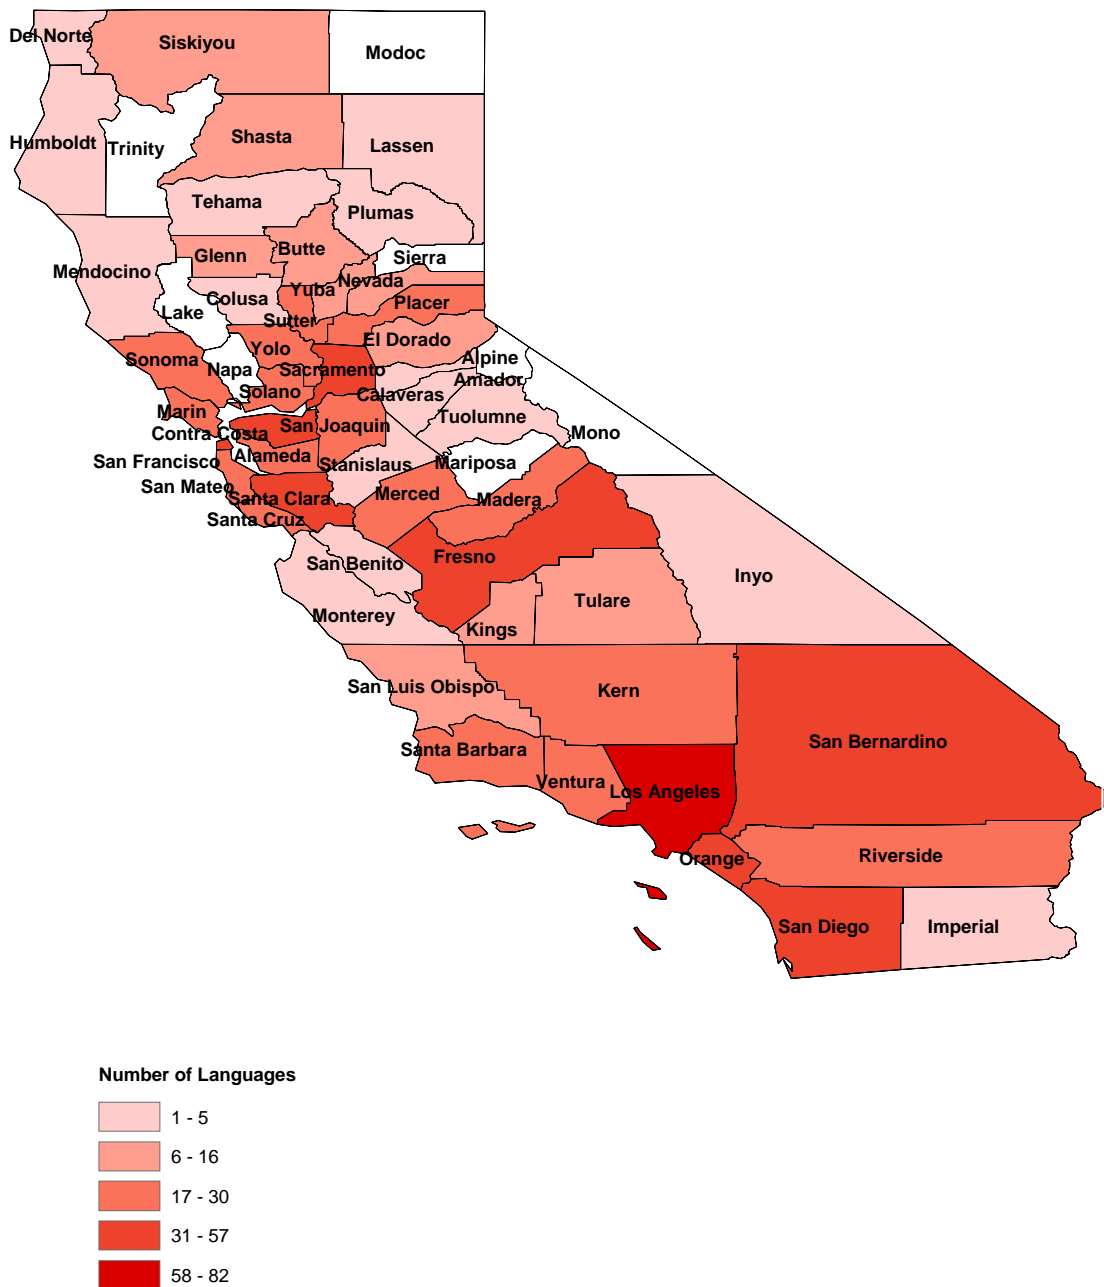 Del Norte
Siskiyou
Modoc
Humboldt
Trinity
Shasta
Lassen
Tehama
Plumas
Mendocino
Glenn
Butte
Sierra
Lake
Colusa
Yuba
Nevada
Sutter
Placer
Sonoma
Napa
Yolo
El Dorado
Sacramento
Alpine
Amador
Solano
Calaveras
Marin
Tuolumne
Contra Costa
San Joaquin
Mono
San Francisco
Alameda
Stanislaus
Mariposa
San Mateo
Santa Clara
Merced
Madera
Santa Cruz
Fresno
San Benito
Inyo
Monterey
Kings
Tulare
San Luis Obispo
Kern
Santa Barbara
San Bernardino
Ventura
Los Angeles
Orange
Riverside
San Diego
Imperial
Number of Languages
1 - 5
6 - 16
17 - 30
31 - 57
58 - 82